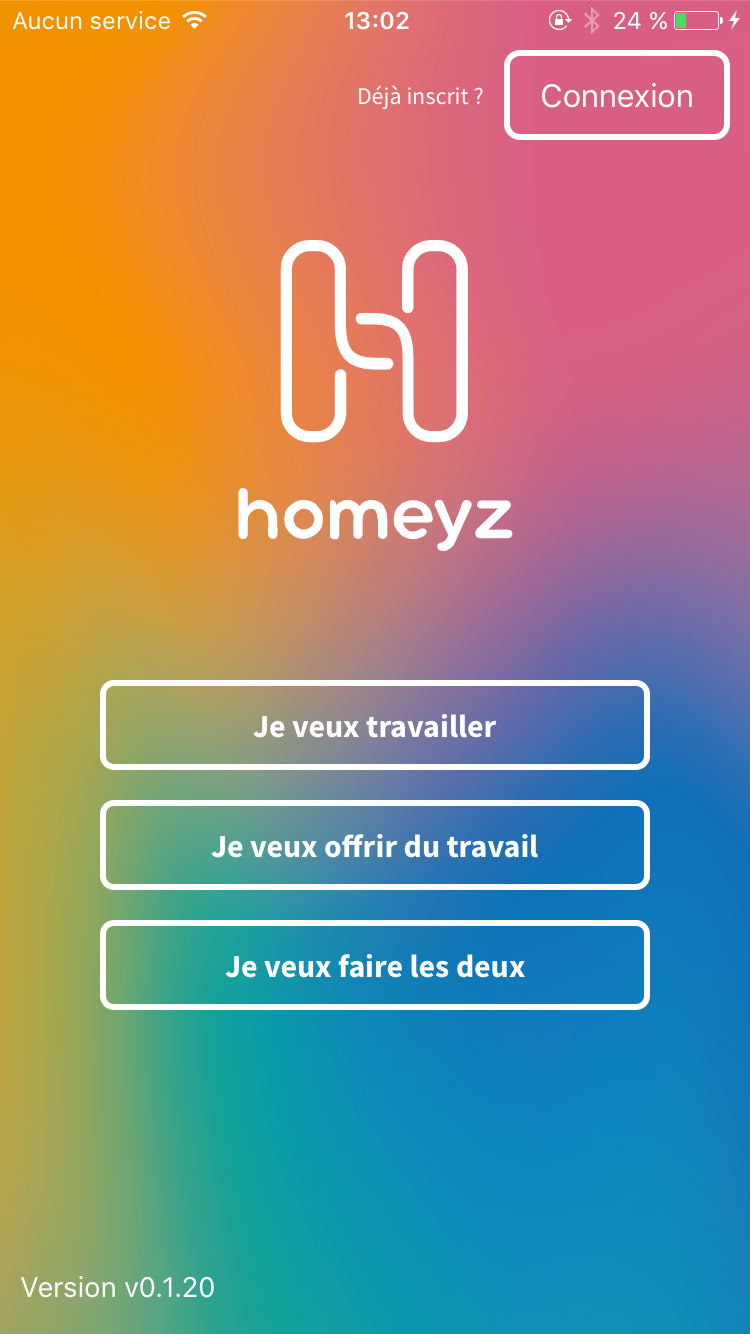 Aucun service 13:02 24 %
Déjà inscrit ? Connexion
homeyz
Je veux travailler
Je veux offrir du travail
Je veux faire les deux
Version v0.1.20